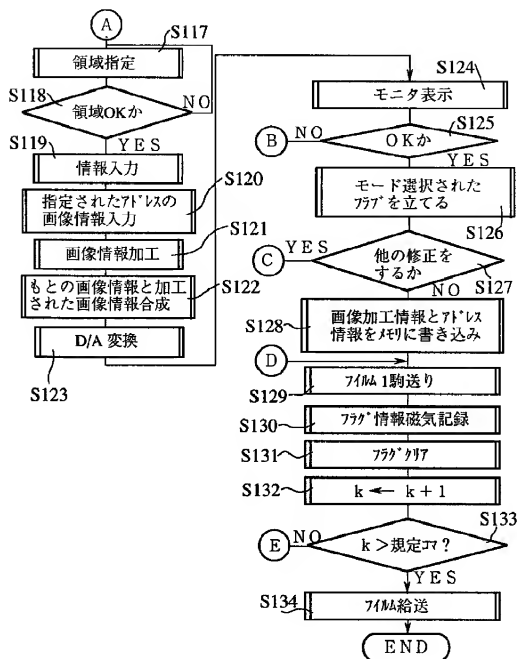 A
S117
領域指定
S118
領域OKか
NO
YES
S119
情報入力
S120
指定されたアドレスの
画像情報入力
S121
画像情報加工
S122
もとの画像情報と加工
された画像情報合成
D/A 変換
S123
S124
モニタ表示
S125
B
NO
OKか
YES
モード選択された
フラブを立てる
S126
C
YES
他の修正を
するか
S127
NO
S128
画像加工情報とアドレス
情報をメモリに書き込み
D
S129
フイルム1駒送り
S130
フラグ情報磁気記録
S131
フラグクリア
S132
k ← k + 1
S133
E
NO
k > 規定コマ?
YES
S134
フイルム給送
END